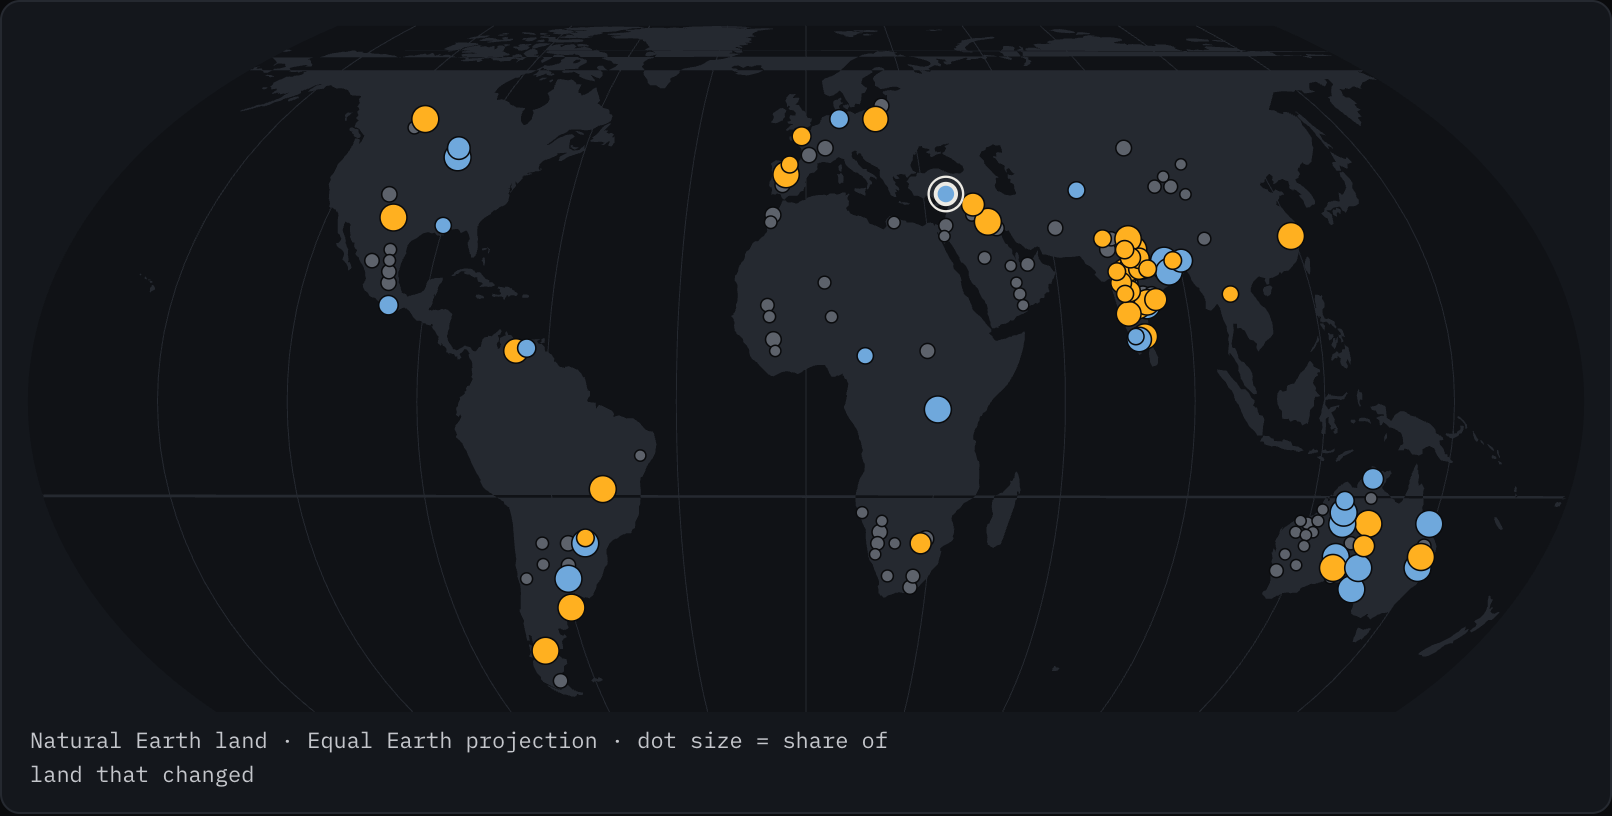 Natural Earth land · Equal Earth projection · dot size = share of
land that changed